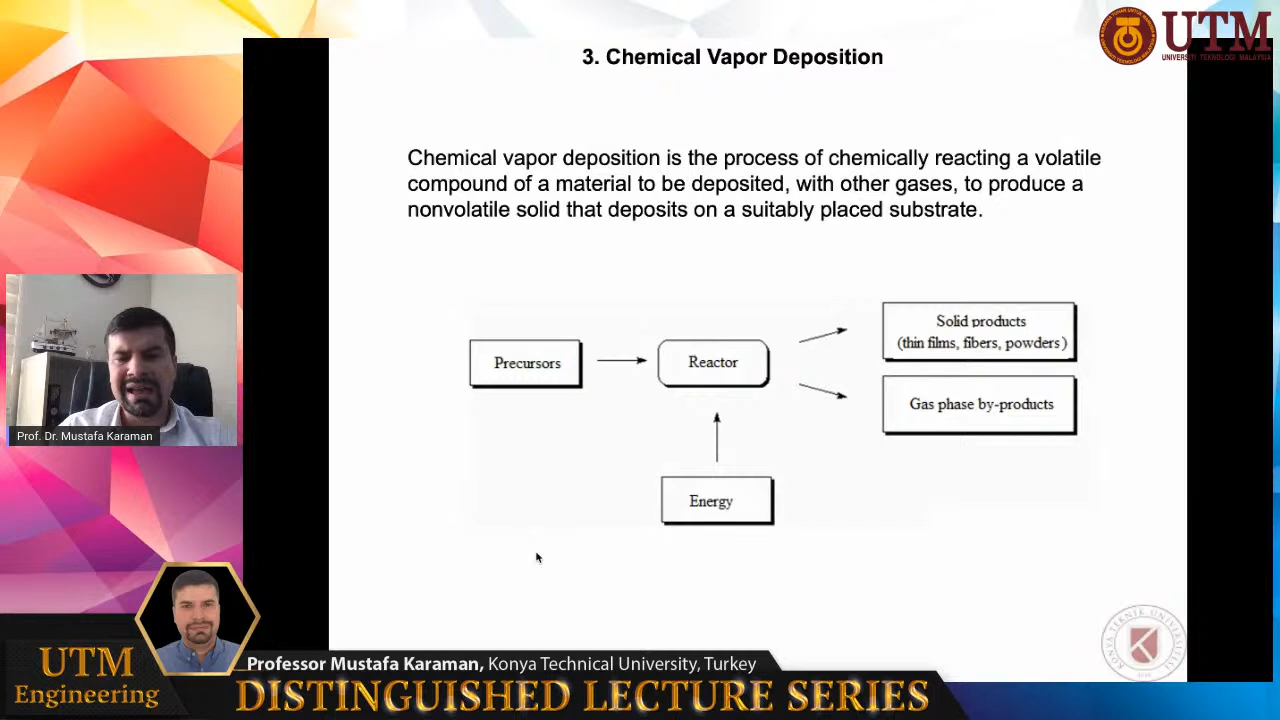 UTM
UNIVERSITI TEKNOLOGI MALAYSIA
3. Chemical Vapor Deposition
Chemical vapor deposition is the process of chemically reacting a volatile
compound of a material to be deposited, with other gases, to produce a
nonvolatile solid that deposits on a suitably placed substrate.
Precursors
Reactor
Solid products
(thin films, fibers, powders)
Gas phase by-products
Energy
Prof. Dr. Mustafa Karaman
UTM
Engineering
Professor Mustafa Karaman, Konya Technical University, Turkey
DISTINGUISHED LECTURE SERIES